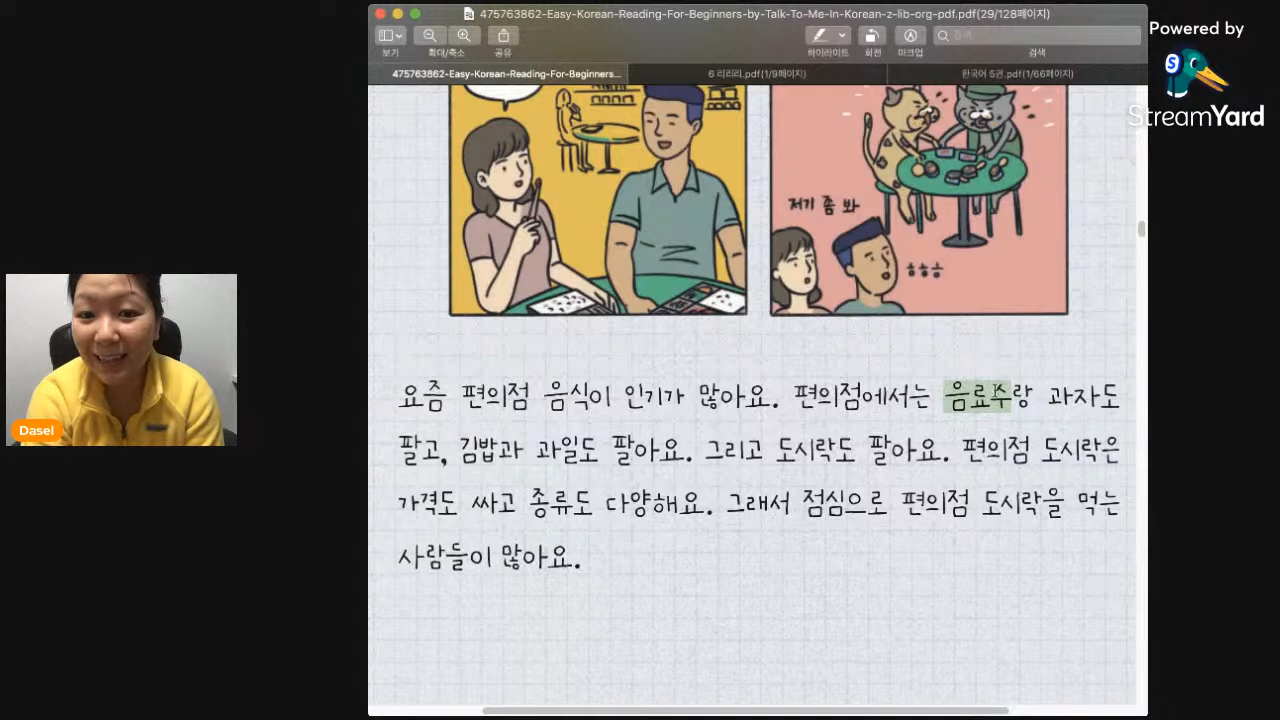 475763862-Easy-Korean-Reading-For-Beginners-by-Talk-To-Me-In-Korean-z-lib-org-pdf.pdf(29/128페이지)
Powered by
StreamYard
보기 확대/축소 공유 하이라이트 회전 마크업 검색
검색
475763862-Easy-Korean-Reading-For-Beginners... 6 리리리.pdf(1/9페이지) 한국어 5권.pdf(1/66페이지)
저기 좀 봐
ㅎㅎㅎ
요즘 편의점 음식이 인기가 많아요. 편의점에서는 음료수랑 과자도
팔고, 김밥과 과일도 팔아요. 그리고 도시락도 팔아요. 편의점 도시락은
가격도 싸고 종류도 다양해요. 그래서 점심으로 편의점 도시락을 먹는
사람들이 많아요.
Dasel